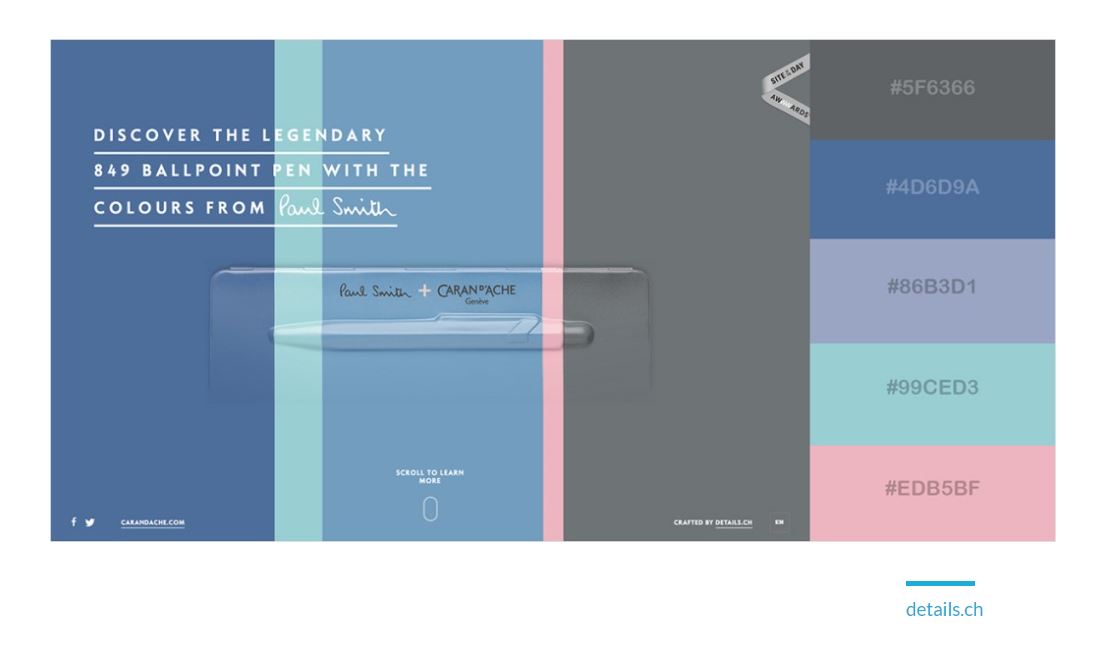 DISCOVER THE LEGENDARY
849 BALLPOINT PEN WITH THE
COLOURS FROM Paul Smith
Paul Smith + CARAN D'ACHE
Genève
SCROLL TO LEARN
MORE
CARANDACHE.COM
CRAFTED BY DETAILS.CH
EN
SITE OF THE DAY
AWWWARDS
#5F6366
#4D6D9A
#86B3D1
#99CED3
#EDB5BF
details.ch